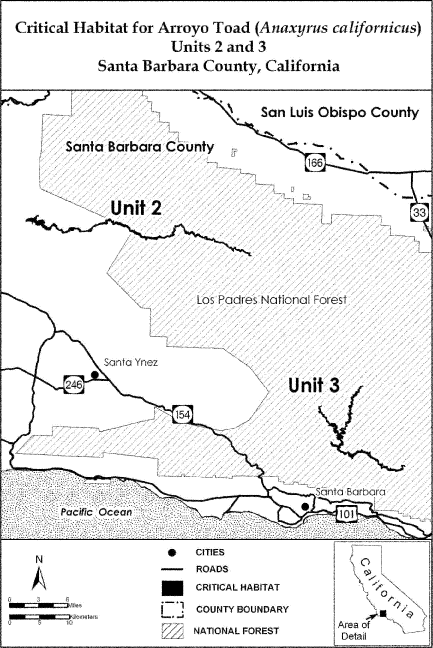 Critical Habitat for Arroyo Toad (Anaxyrus californicus)
Units 2 and 3
Santa Barbara County, California
San Luis Obispo County
Santa Barbara County
166
33
Unit 2
Los Padres National Forest
Santa Ynez
246
Unit 3
154
Santa Barbara
101
Pacific Ocean
N
0 3 6
Miles
0 5 10
Kilometers
CITIES
ROADS
CRITICAL HABITAT
COUNTY BOUNDARY
NATIONAL FOREST
California
Area of
Detail